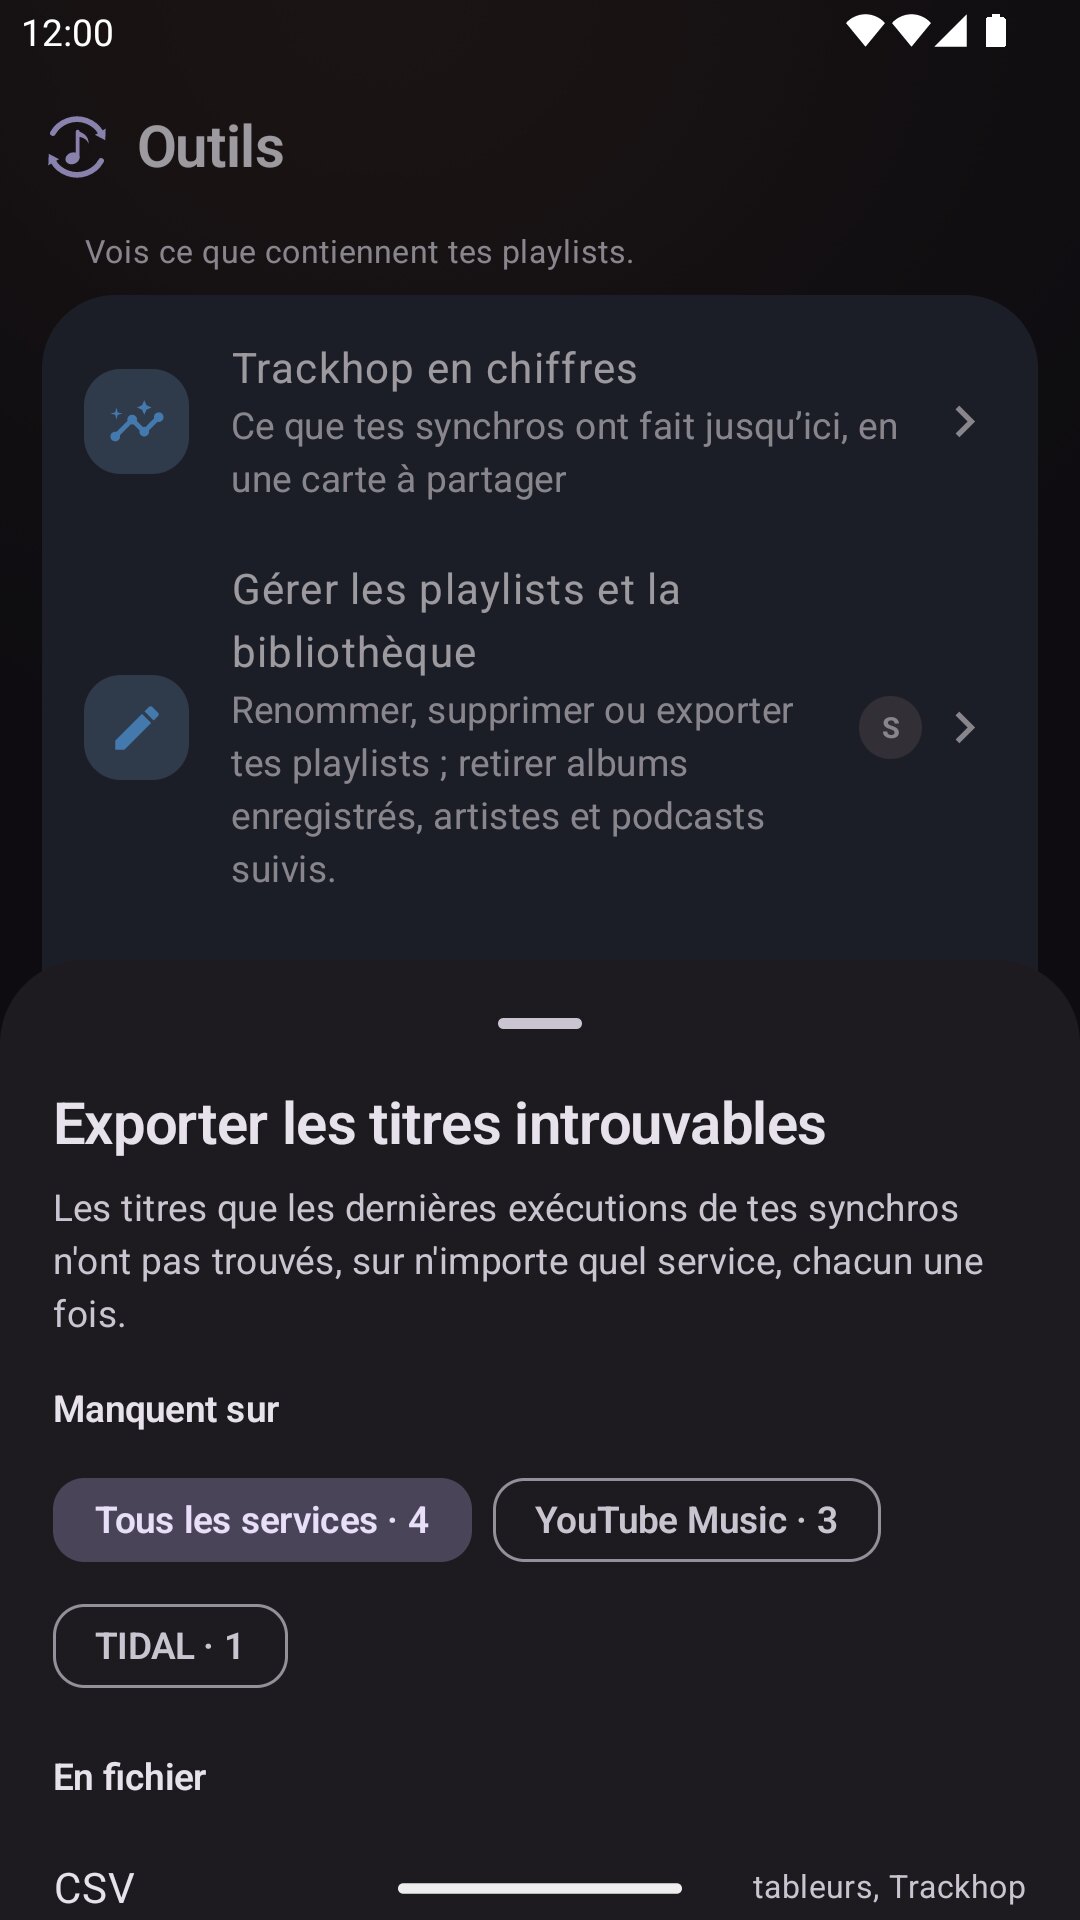 12:00
Outils
Vois ce que contiennent tes playlists.
Trackhop en chiffres
Ce que tes synchros ont fait jusqu’ici, en
une carte à partager
Gérer les playlists et la
bibliothèque
Renommer, supprimer ou exporter
tes playlists ; retirer albums
enregistrés, artistes et podcasts
suivis.
S
Exporter les titres introuvables
Les titres que les dernières exécutions de tes synchros
n'ont pas trouvés, sur n'importe quel service, chacun une
fois.
Manquent sur
Tous les services · 4
YouTube Music · 3
TIDAL · 1
En fichier
CSV
tableurs, Trackhop